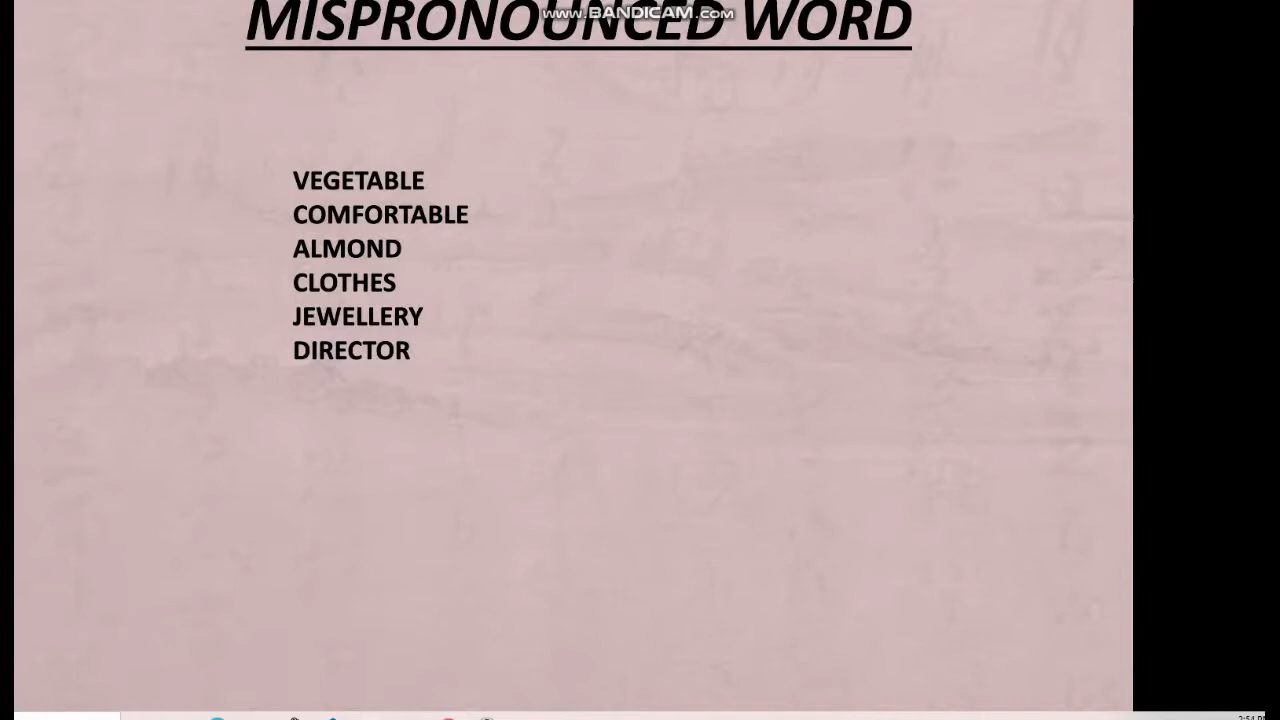 www.BANDICAM.com
MISPRONOUNCED WORD
VEGETABLE
COMFORTABLE
ALMOND
CLOTHES
JEWELLERY
DIRECTOR